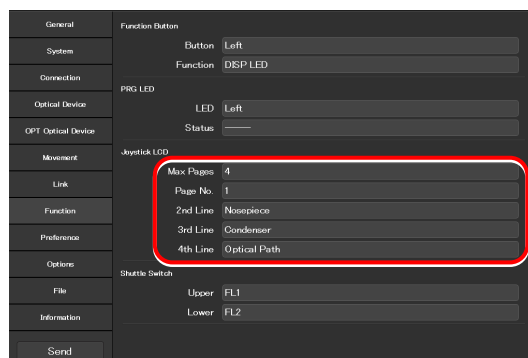 General
System
Connection
Optical Device
OPT Optical Device
Movement
Link
Function
Preference
Options
File
Information
Send
Function Button
Button Left
Function DISP LED
PRG LED
LED Left
Status ———
Joystick LCD
Max Pages 4
Page No. 1
2nd Line Nosepiece
3rd Line Condenser
4th Line Optical Path
Shuttle Switch
Upper FL1
Lower FL2